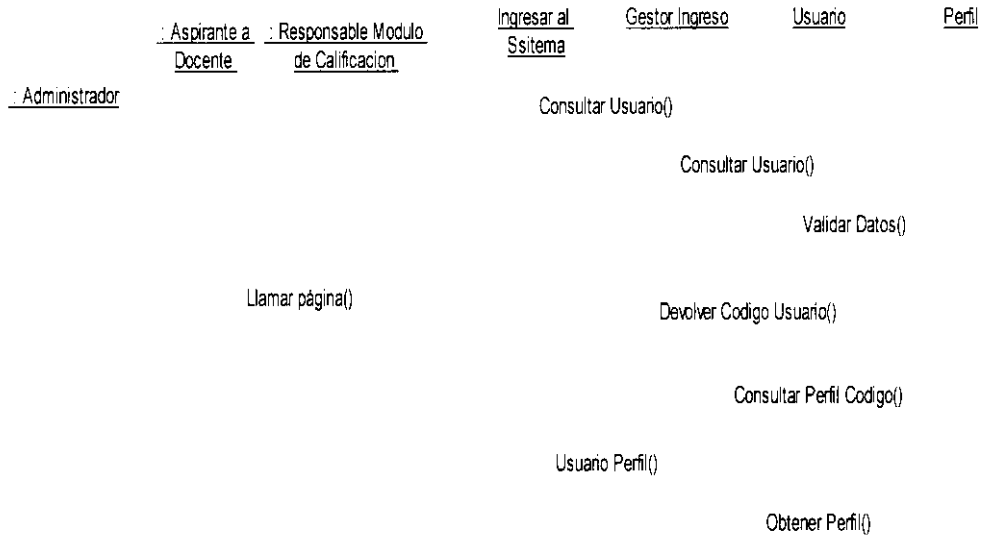 : Aspirante a
Docente
: Responsable Modulo
de Calificacion
Ingresar al
Ssitema
Gestor Ingreso
Usuario
Perfil
: Administrador
Consultar Usuario()
Consultar Usuario()
Validar Datos()
Llamar página()
Devolver Codigo Usuario()
Consultar Perfil Codigo()
Usuario Perfil()
Obtener Perfil()